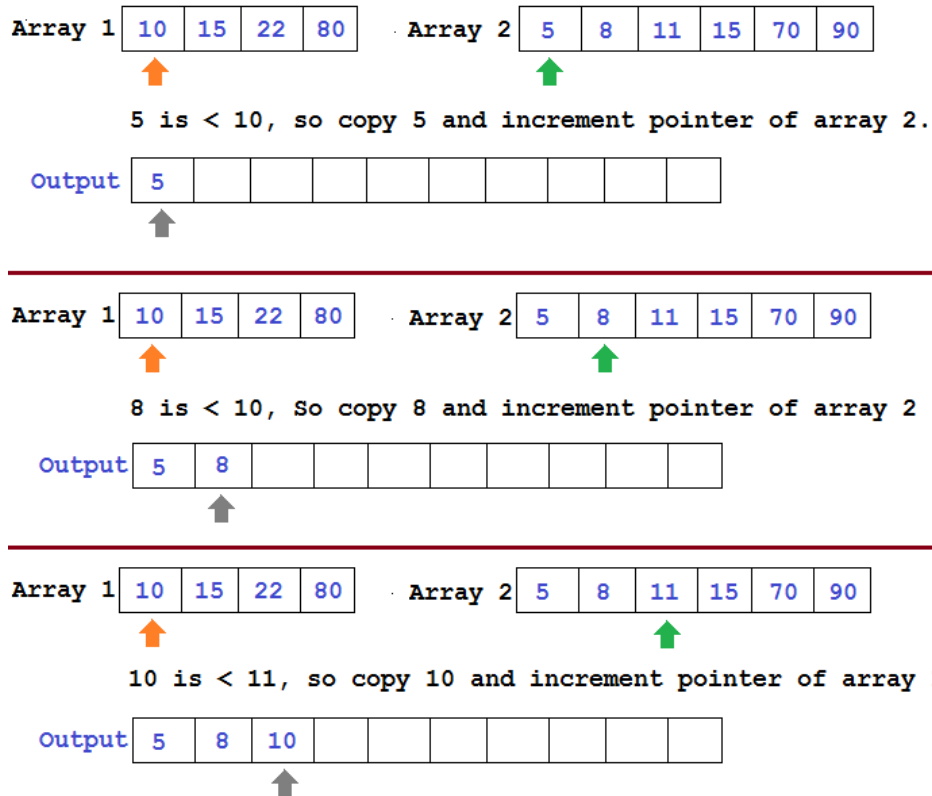 Array 1 10 15 22 80 Array 2 5 8 11 15 70 90
5 is < 10, so copy 5 and increment pointer of array 2.
Output 5
Array 1 10 15 22 80 Array 2 5 8 11 15 70 90
8 is < 10, So copy 8 and increment pointer of array 2
Output 5 8
Array 1 10 15 22 80 Array 2 5 8 11 15 70 90
10 is < 11, so copy 10 and increment pointer of array
Output 5 8 10